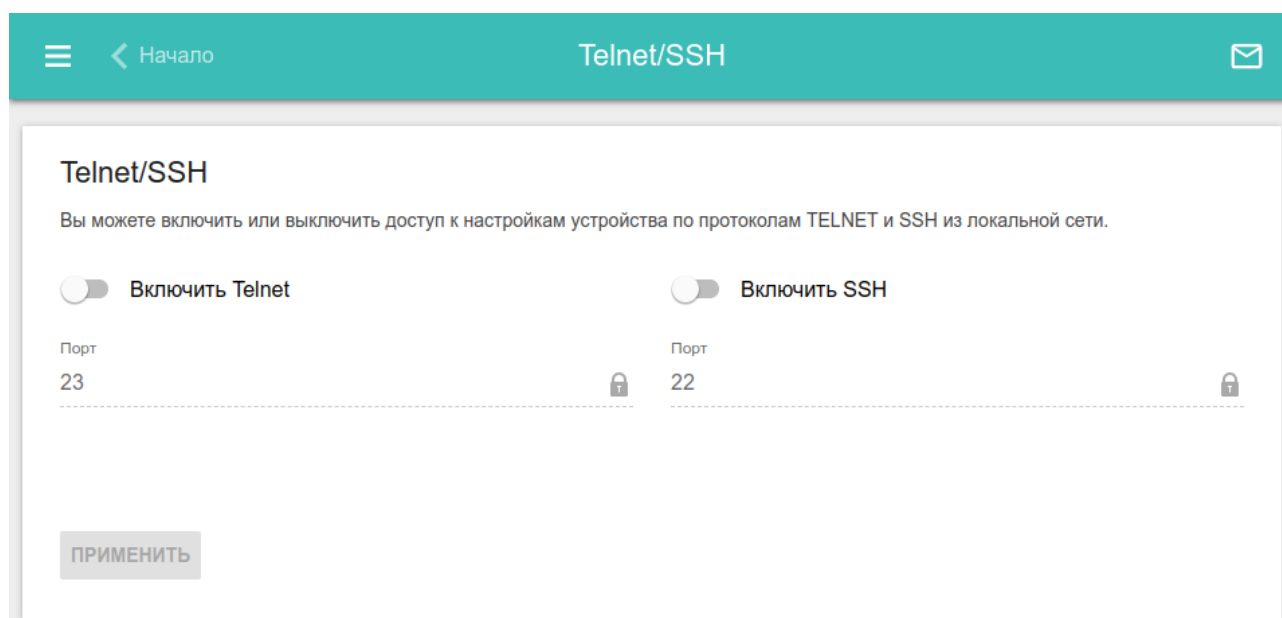 Начало
Telnet/SSH
Telnet/SSH
Вы можете включить или выключить доступ к настройкам устройства по протоколам TELNET и SSH из локальной сети.
Включить Telnet
Включить SSH
Порт
Порт
23
22
ПРИМЕНИТЬ